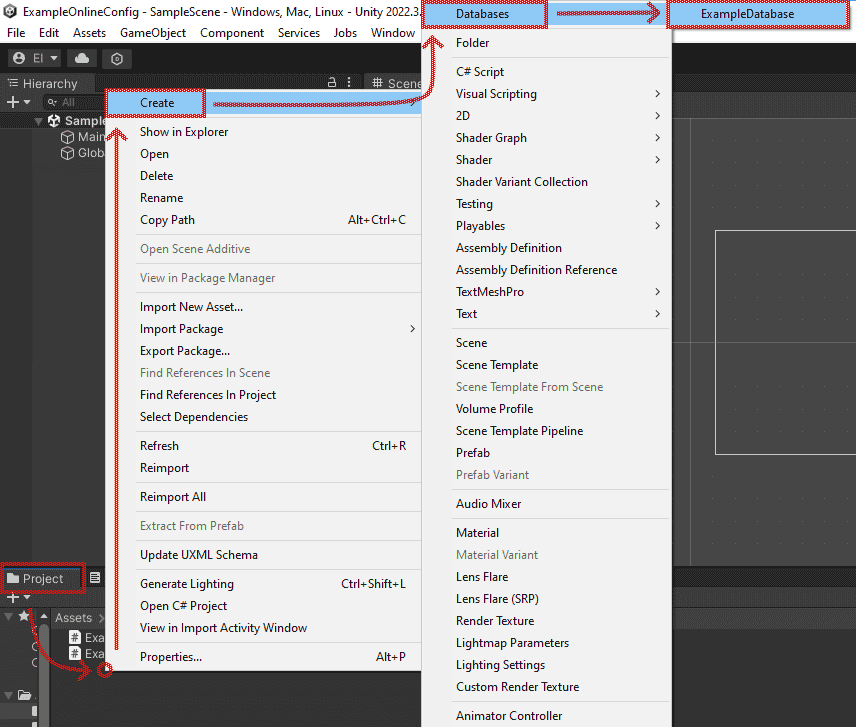 ExampleOnlineConfig - SampleScene - Windows, Mac, Linux - Unity 2022.3.
File Edit Assets GameObject Component Services Jobs Window
EI
Hierarchy
Scene
All
Sample
Main
Glob
Create
Show in Explorer
Open
Delete
Rename
Copy Path Alt+Ctrl+C
Open Scene Additive
View in Package Manager
Import New Asset...
Import Package
Export Package...
Find References In Scene
Find References In Project
Select Dependencies
Refresh Ctrl+R
Reimport
Reimport All
Extract From Prefab
Update UXML Schema
Generate Lighting Ctrl+Shift+L
Open C# Project
View in Import Activity Window
Properties... Alt+P
Databases
Folder
C# Script
Visual Scripting
2D
Shader Graph
Shader
Shader Variant Collection
Testing
Playables
Assembly Definition
Assembly Definition Reference
TextMeshPro
Text
Scene
Scene Template
Scene Template From Scene
Volume Profile
Scene Template Pipeline
Prefab
Prefab Variant
Audio Mixer
Material
Material Variant
Lens Flare
Lens Flare (SRP)
Render Texture
Lightmap Parameters
Lighting Settings
Custom Render Texture
Animator Controller
ExampleDatabase
Project
Assets
Exa
Exa